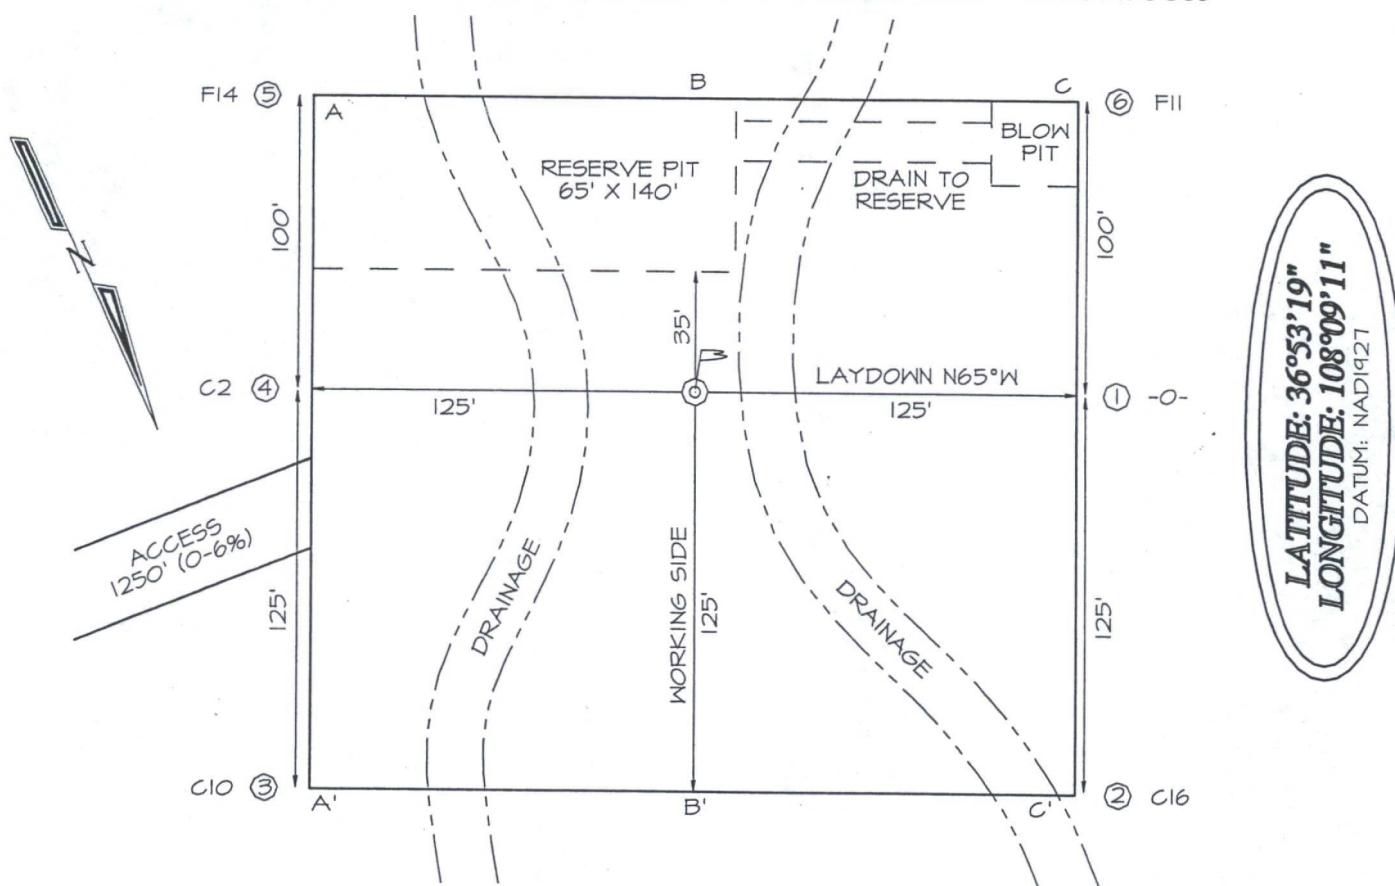 B
F14 ⑤
A
C
⑥ F11
BLOW
PIT
RESERVE PIT
65' X 140'
DRAIN TO
RESERVE
N
100'
100'
35'
LAYDOWN N65°W
C2 ④
125'
125'
① -0-
ACCESS
1250' (0-6%)
125'
DRAINAGE
WORKING SIDE
125'
DRAINAGE
125'
C10 ③
A'
B'
C'
② C16
LATITUDE: 36°53'19"
LONGITUDE: 108°09'11"
DATUM: NAD1927